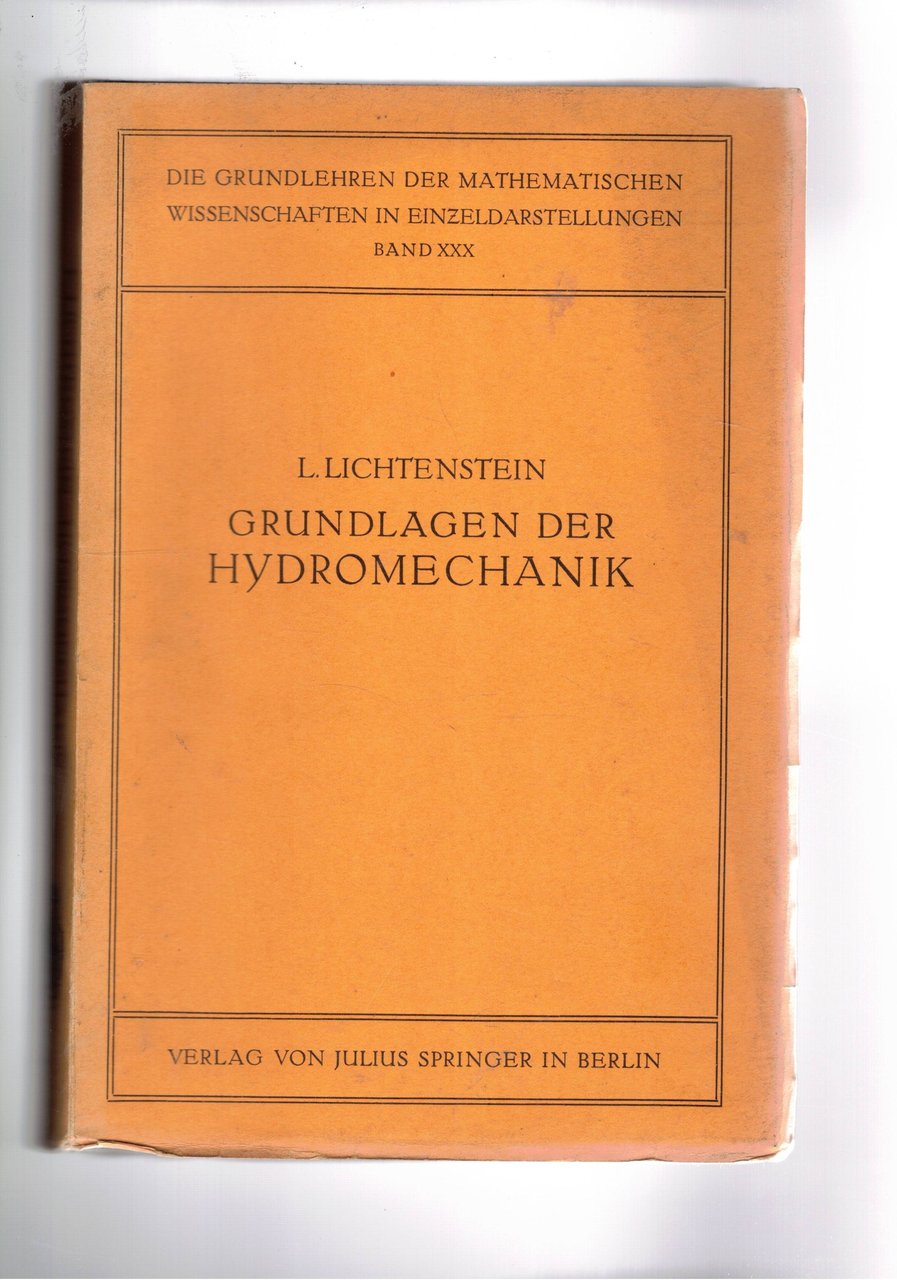 DIE GRUNDLEHREN DER MATHEMATISCHEN
WISSENSCHAFTEN IN EINZELDARSTELLUNGEN
BAND XXX
L. LICHTENSTEIN
GRUNDLAGEN DER
HYDROMECHANIK
VERLAG VON JULIUS SPRINGER IN BERLIN